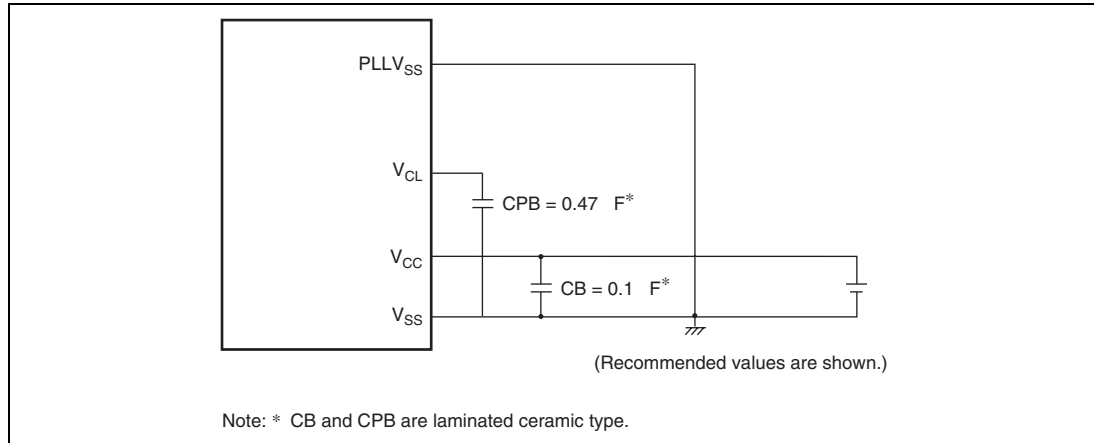 PLLVSS
VCL
CPB = 0.47 F*
VCC
CB = 0.1 F*
VSS
(Recommended values are shown.)
Note: * CB and CPB are laminated ceramic type.